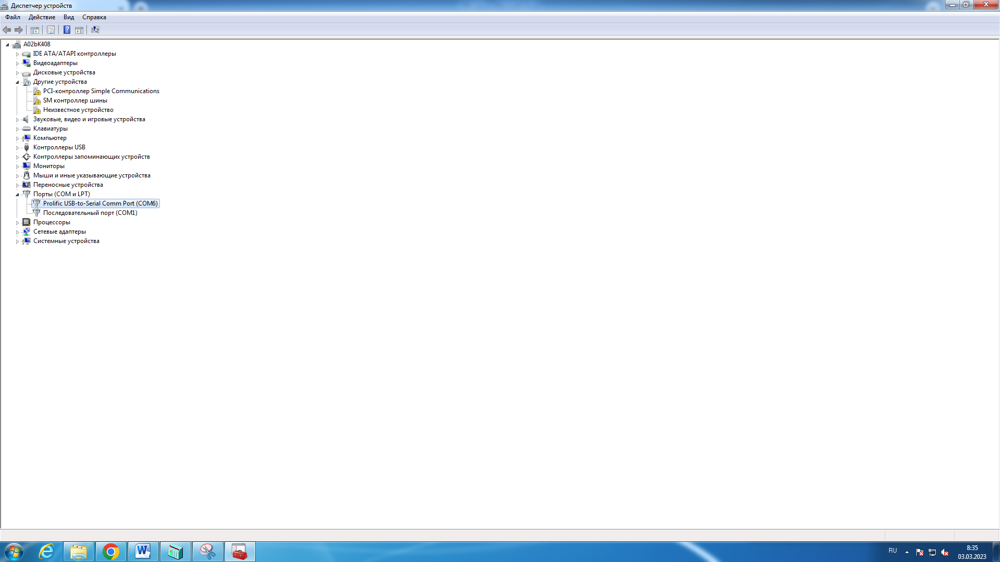 Диспетчер устройств
Файл Действие Вид Справка
A02bK408
IDE ATA/ATAPI контроллеры
Видеоадаптеры
Дисковые устройства
Другие устройства
PCI-контроллер Simple Communications
SM контроллер шины
Неизвестное устройство
Звуковые, видео и игровые устройства
Клавиатуры
Компьютер
Контроллеры USB
Контроллеры запоминающих устройств
Мониторы
Мыши и иные указывающие устройства
Переносные устройства
Порты (COM и LPT)
Prolific USB-to-Serial Comm Port (COM6)
Последовательный порт (COM1)
Процессоры
Сетевые адаптеры
Системные устройства
RU
8:35
03.03.2023